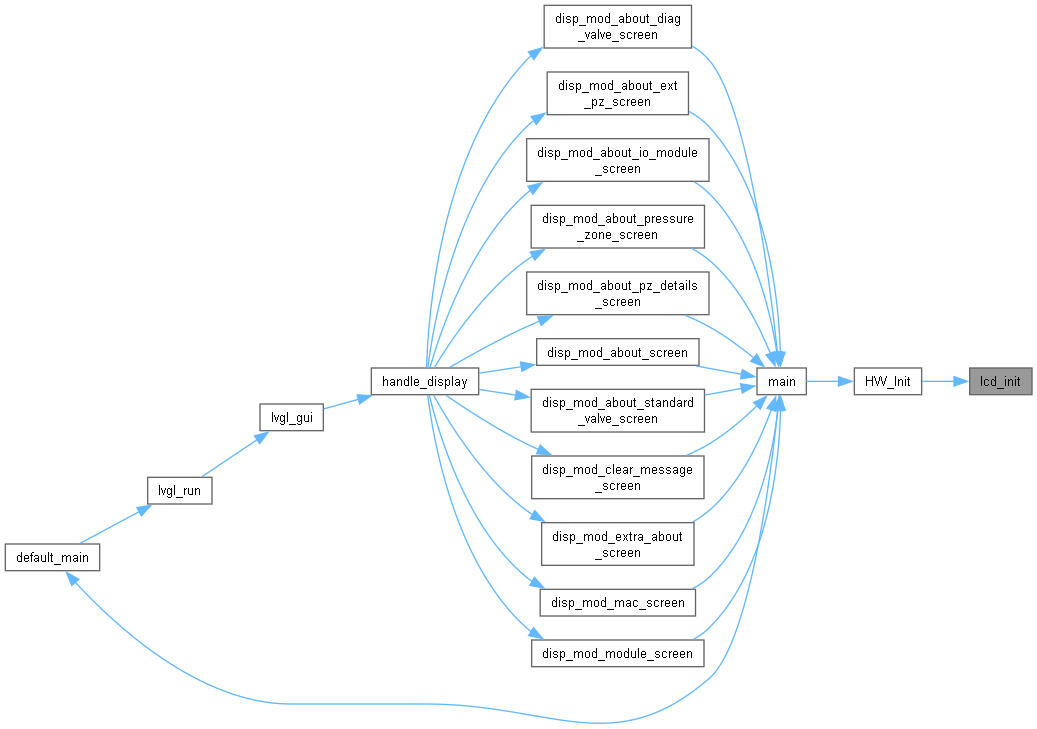 disp_mod_about_diag
_valve_screen
disp_mod_about_ext
_pz_screen
disp_mod_about_io_module
_screen
disp_mod_about_pressure
_zone_screen
disp_mod_about_pz_details
_screen
disp_mod_about_screen
handle_display
main
HW_Init
lcd_init
disp_mod_about_standard
_valve_screen
lvgl_gui
disp_mod_clear_message
_screen
lvgl_run
disp_mod_extra_about
_screen
default_main
disp_mod_mac_screen
disp_mod_module_screen